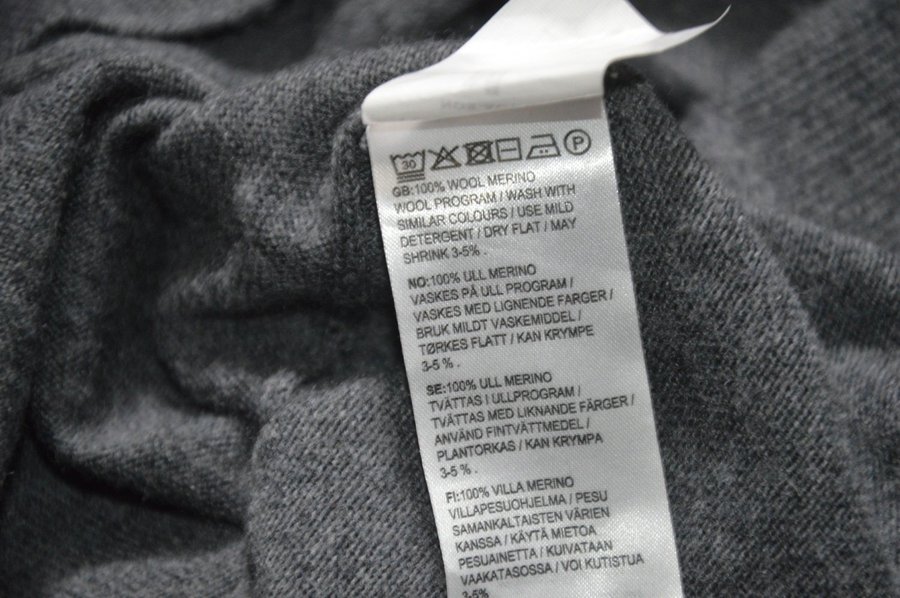 30 P
GB:100% WOOL MERINO
WOOL PROGRAM / WASH WITH
SIMILAR COLOURS / USE MILD
DETERGENT / DRY FLAT / MAY
SHRINK 3-5% .
NO:100% ULL MERINO
VASKES PÅ ULL PROGRAM /
VASKES MED LIGNENDE FARGER /
BRUK MILDT VASKEMIDDEL /
TØRKES FLATT / KAN KRYMPE
3-5 % .
SE:100% ULL MERINO
TVÄTTAS I ULLPROGRAM /
TVÄTTAS MED LIKNANDE FÄRGER /
ANVÄND FINTVÄTTMEDEL /
PLANTORKAS / KAN KRYMPA
3-5 % .
FI:100% VILLA MERINO
VILLAPESUOHJELMA / PESU
SAMANKALTAISTEN VÄRIEN
KANSSA / KÄYTÄ MIETOA
PESUAINETTA / KUIVATAAN
VAAKATASOSSA / VOI KUTISTUA
3-5%